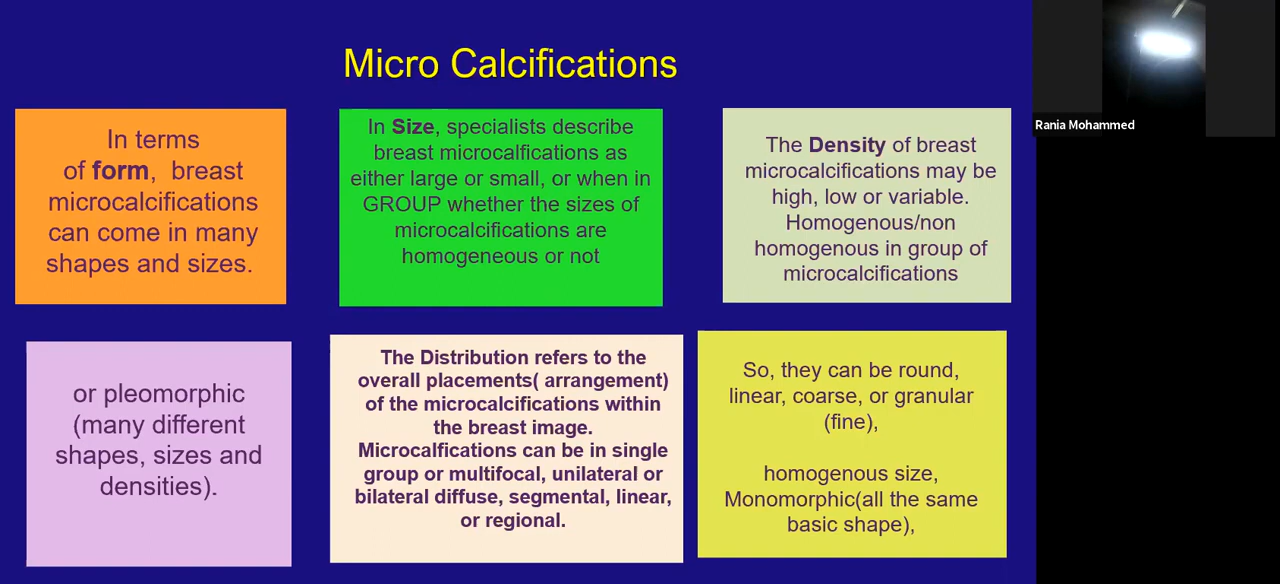 Micro Calcifications
Rania Mohammed
In terms
of form, breast
microcalcifications
can come in many
shapes and sizes.
In Size, specialists describe
breast microcalfications as
either large or small, or when in
GROUP whether the sizes of
microcalcifications are
homogeneous or not
The Density of breast
microcalcifications may be
high, low or variable.
Homogenous/non
homogenous in group of
microcalcifications
or pleomorphic
(many different
shapes, sizes and
densities).
The Distribution refers to the
overall placements( arrangement)
of the microcalcifications within
the breast image.
Microcalfications can be in single
group or multifocal, unilateral or
bilateral diffuse, segmental, linear,
or regional.
So, they can be round,
linear, coarse, or granular
(fine),
homogenous size,
Monomorphic(all the same
basic shape),